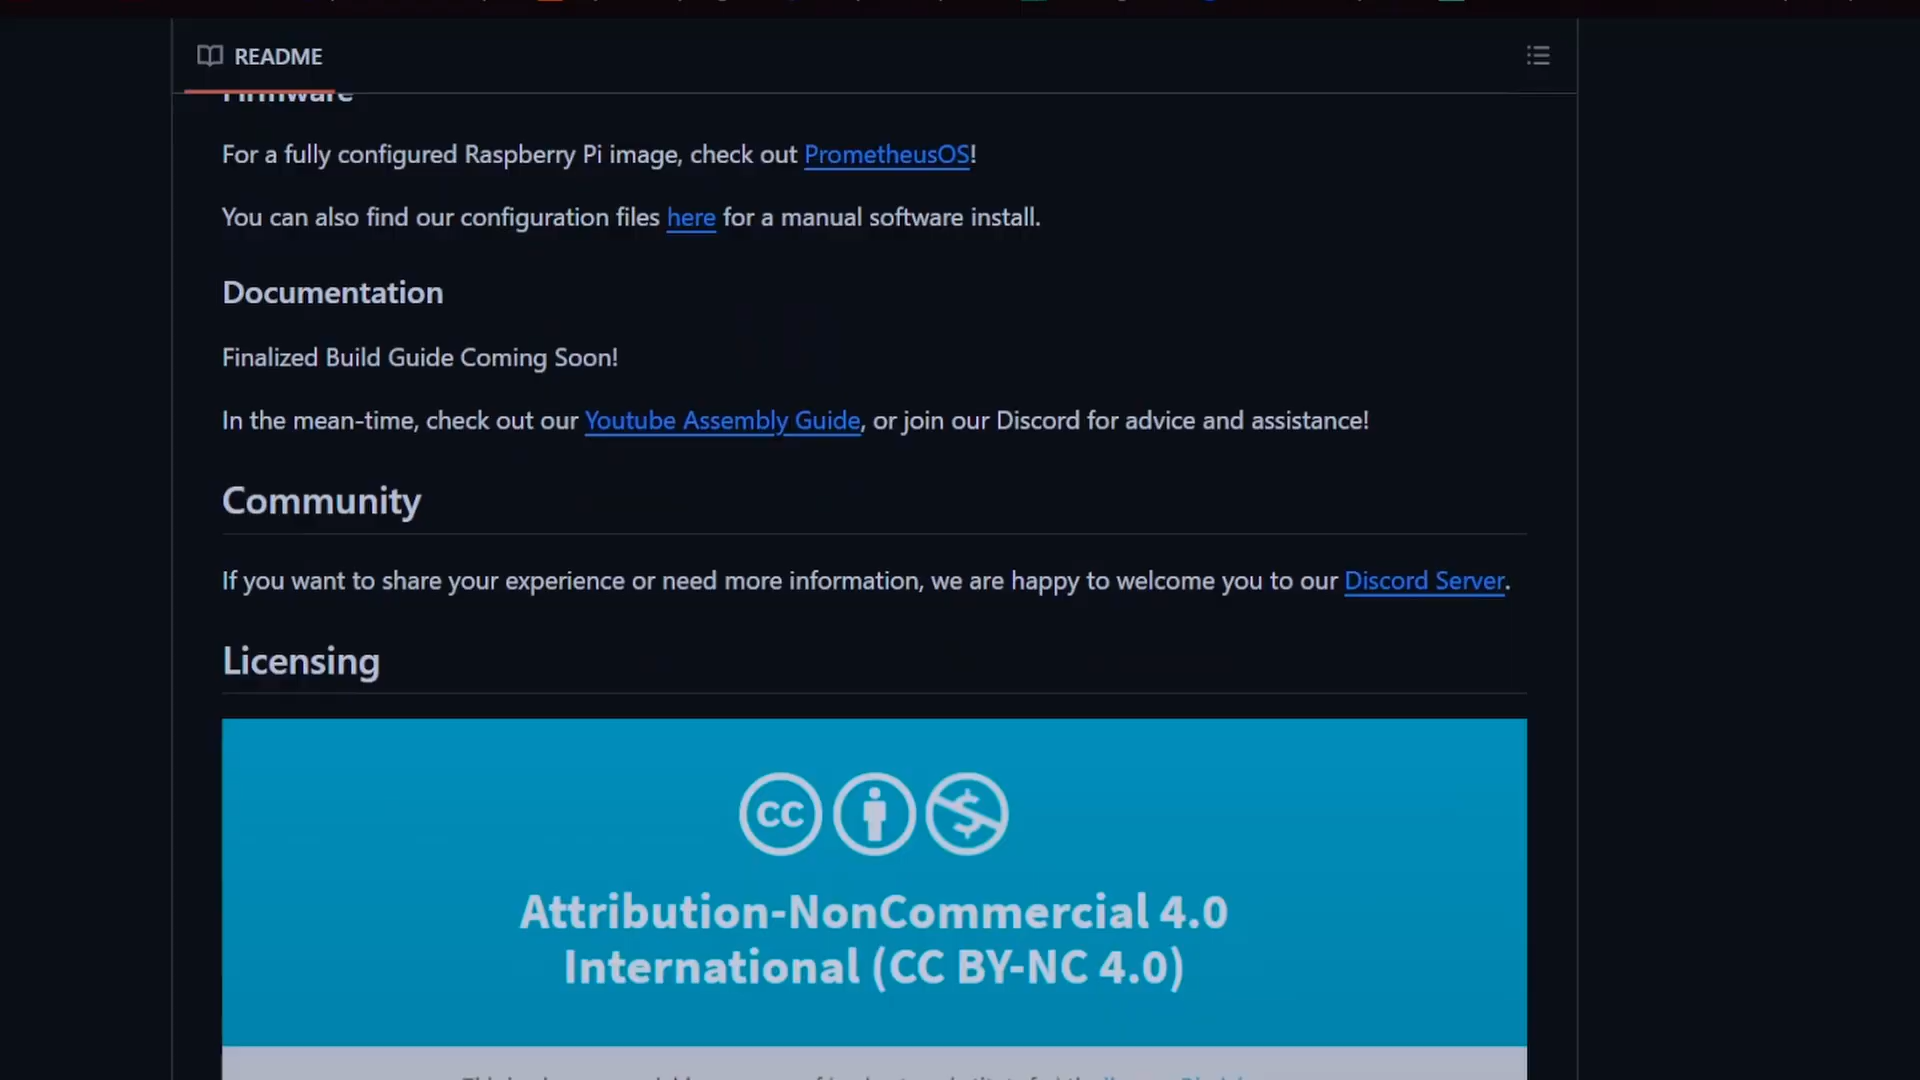 README
Firmware
For a fully configured Raspberry Pi image, check out PrometheusOS!
You can also find our configuration files here for a manual software install.
Documentation
Finalized Build Guide Coming Soon!
In the mean-time, check out our Youtube Assembly Guide, or join our Discord for advice and assistance!
Community
If you want to share your experience or need more information, we are happy to welcome you to our Discord Server.
Licensing
cc
Attribution-NonCommercial 4.0
International (CC BY-NC 4.0)